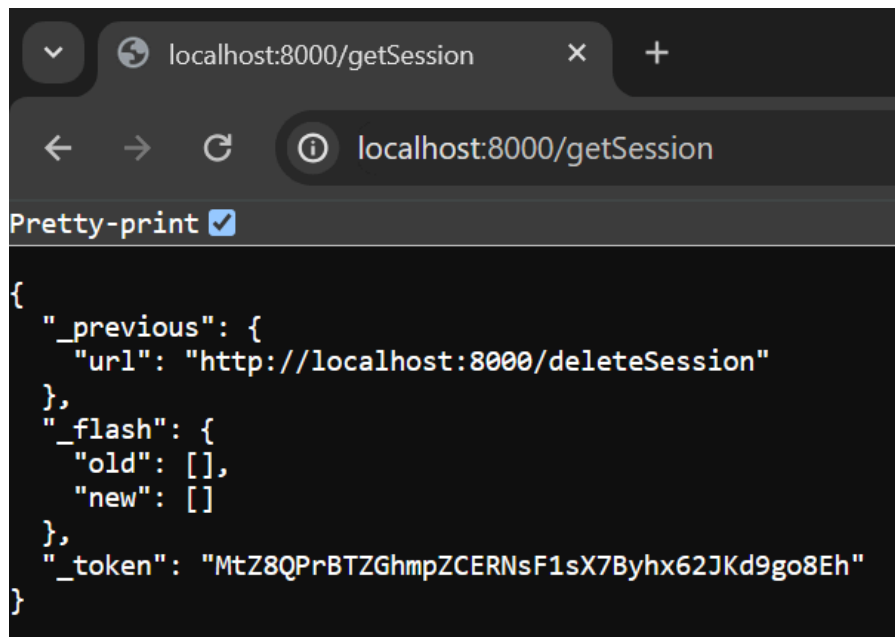 localhost:8000/getSession
localhost:8000/getSession
Pretty-print
{
  "_previous": {
    "url": "http://localhost:8000/deleteSession"
  },
  "_flash": {
    "old": [],
    "new": []
  },
  "_token": "MtZ8QPrBTZGhmpZCERNsF1sX7Byhx62JKd9go8Eh"
}